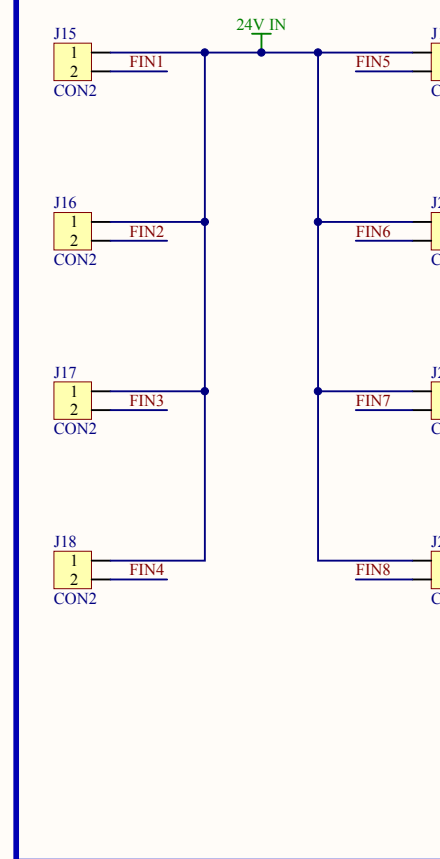 24V IN
J15
1
2
CON2
FIN1
FIN5
J16
1
2
CON2
FIN2
FIN6
J17
1
2
CON2
FIN3
FIN7
J18
1
2
CON2
FIN4
FIN8